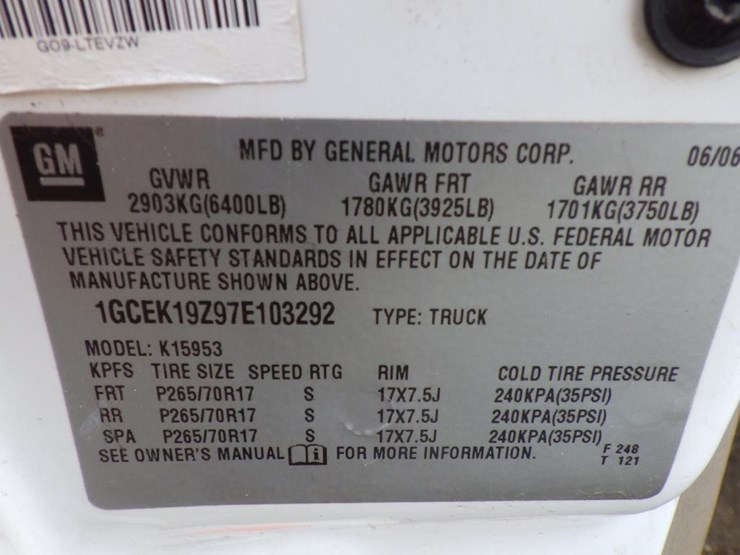 GO9-LTEVZW
GM®
MFD BY GENERAL MOTORS CORP. 06/06
GVWR GAWR FRT GAWR RR
2903KG(6400LB) 1780KG(3925LB) 1701KG(3750LB)
THIS VEHICLE CONFORMS TO ALL APPLICABLE U.S. FEDERAL MOTOR
VEHICLE SAFETY STANDARDS IN EFFECT ON THE DATE OF
MANUFACTURE SHOWN ABOVE.
1GCEK19Z97E103292 TYPE: TRUCK
MODEL: K15953
KPFS TIRE SIZE SPEED RTG RIM COLD TIRE PRESSURE
FRT P265/70R17 S 17X7.5J 240KPA(35PSI)
RR P265/70R17 S 17X7.5J 240KPA(35PSI)
SPA P265/70R17 S 17X7.5J 240KPA(35PSI)
SEE OWNER'S MANUAL i FOR MORE INFORMATION. F 248
T 121